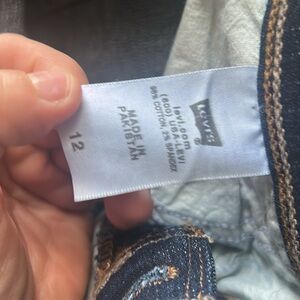 Levi's
levi.com
(800) USA-LEVI
98% COTTON, 2% SPANDEX
MADE IN
PAKISTAN
12